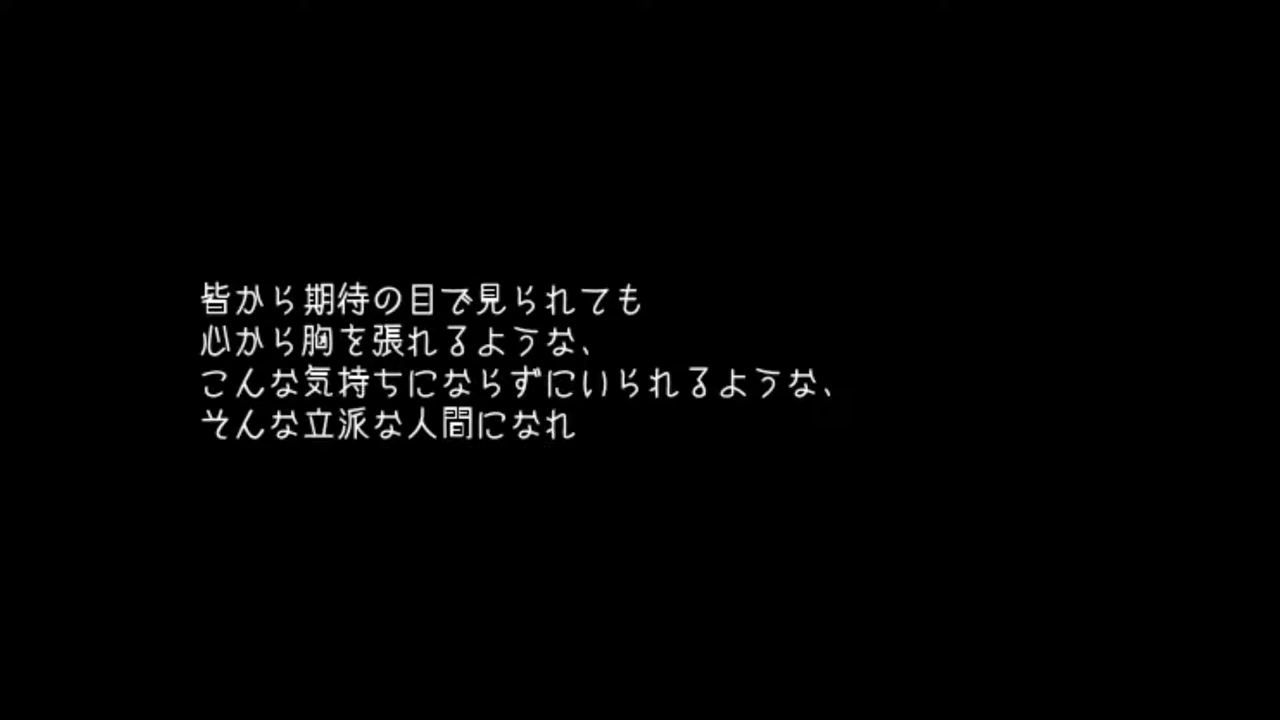 皆から期待の目で見られても
心から胸を張れるような、
こんな気持ちにならずにいられるような、
そんな立派な人間になれ